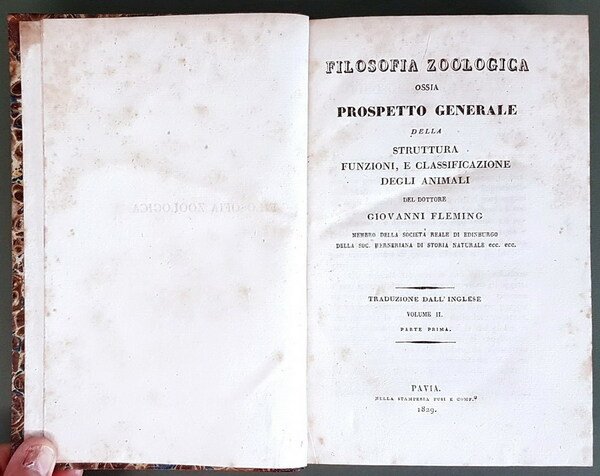 FILOSOFIA ZOOLOGICA
OSSIA
PROSPETTO GENERALE
DELLA
STRUTTURA
FUNZIONI, E CLASSIFICAZIONE
DEGLI ANIMALI
DEL DOTTORE
GIOVANNI FLEMING
MEMBRO DELLA SOCIETÀ REALE DI EDINBURGO
DELLA SOC. WERNERIANA DI STORIA NATURALE ecc. ecc.
TRADUZIONE DALL' INGLESE
VOLUME II.
PARTE PRIMA.
PAVIA.
NELLA STAMPERIA FUSI E COMP.º
1829.